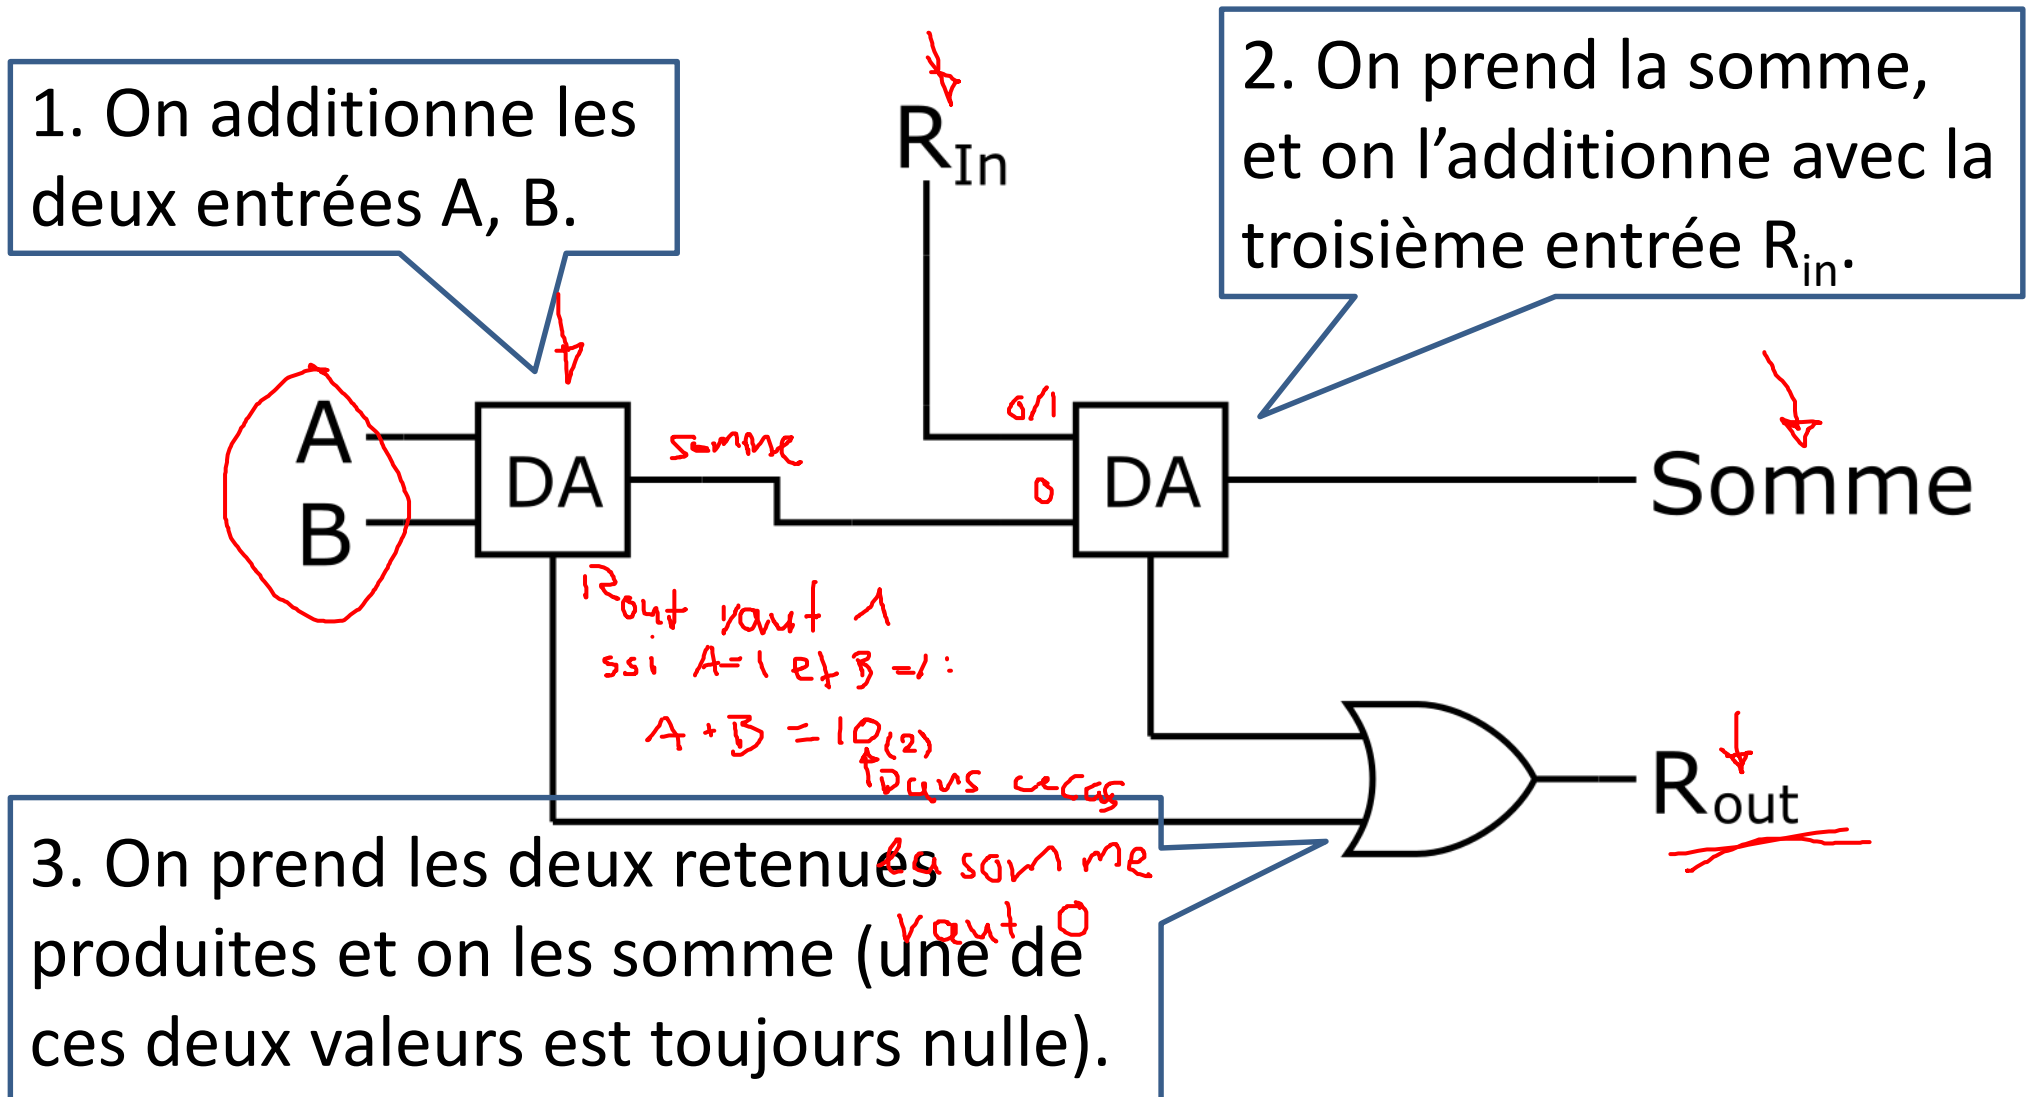 1. On additionne les
deux entrées A, B.
R_In
2. On prend la somme,
et on l’additionne avec la
troisième entrée R_in.
A
B
DA
somme
0/1
0
DA
Somme
Rout vaut 1
ssi A=1 et B=1:
A+B = 10(2)
Dans ce cas
la somme
vaut 0
R_out
3. On prend les deux retenues
produites et on les somme (une de
ces deux valeurs est toujours nulle).